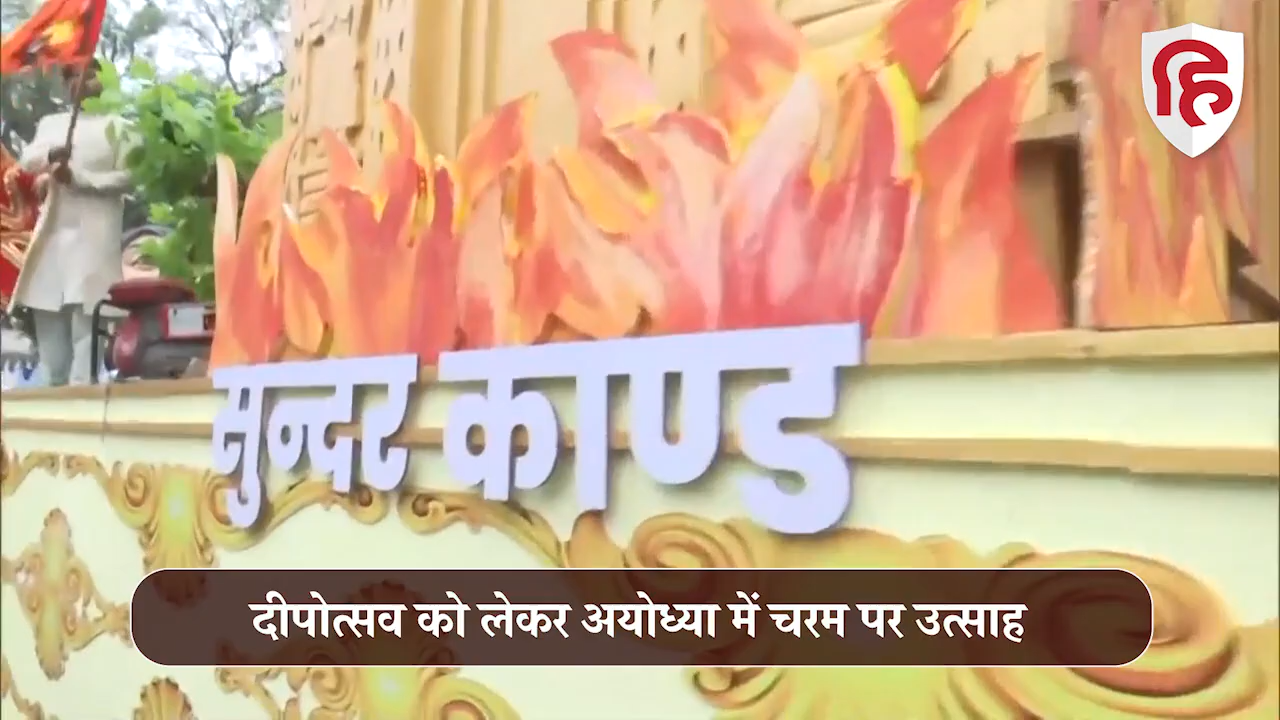 हि
सुन्दर काण्ड
दीपोत्सव को लेकर अयोध्या में चरम पर उत्साह